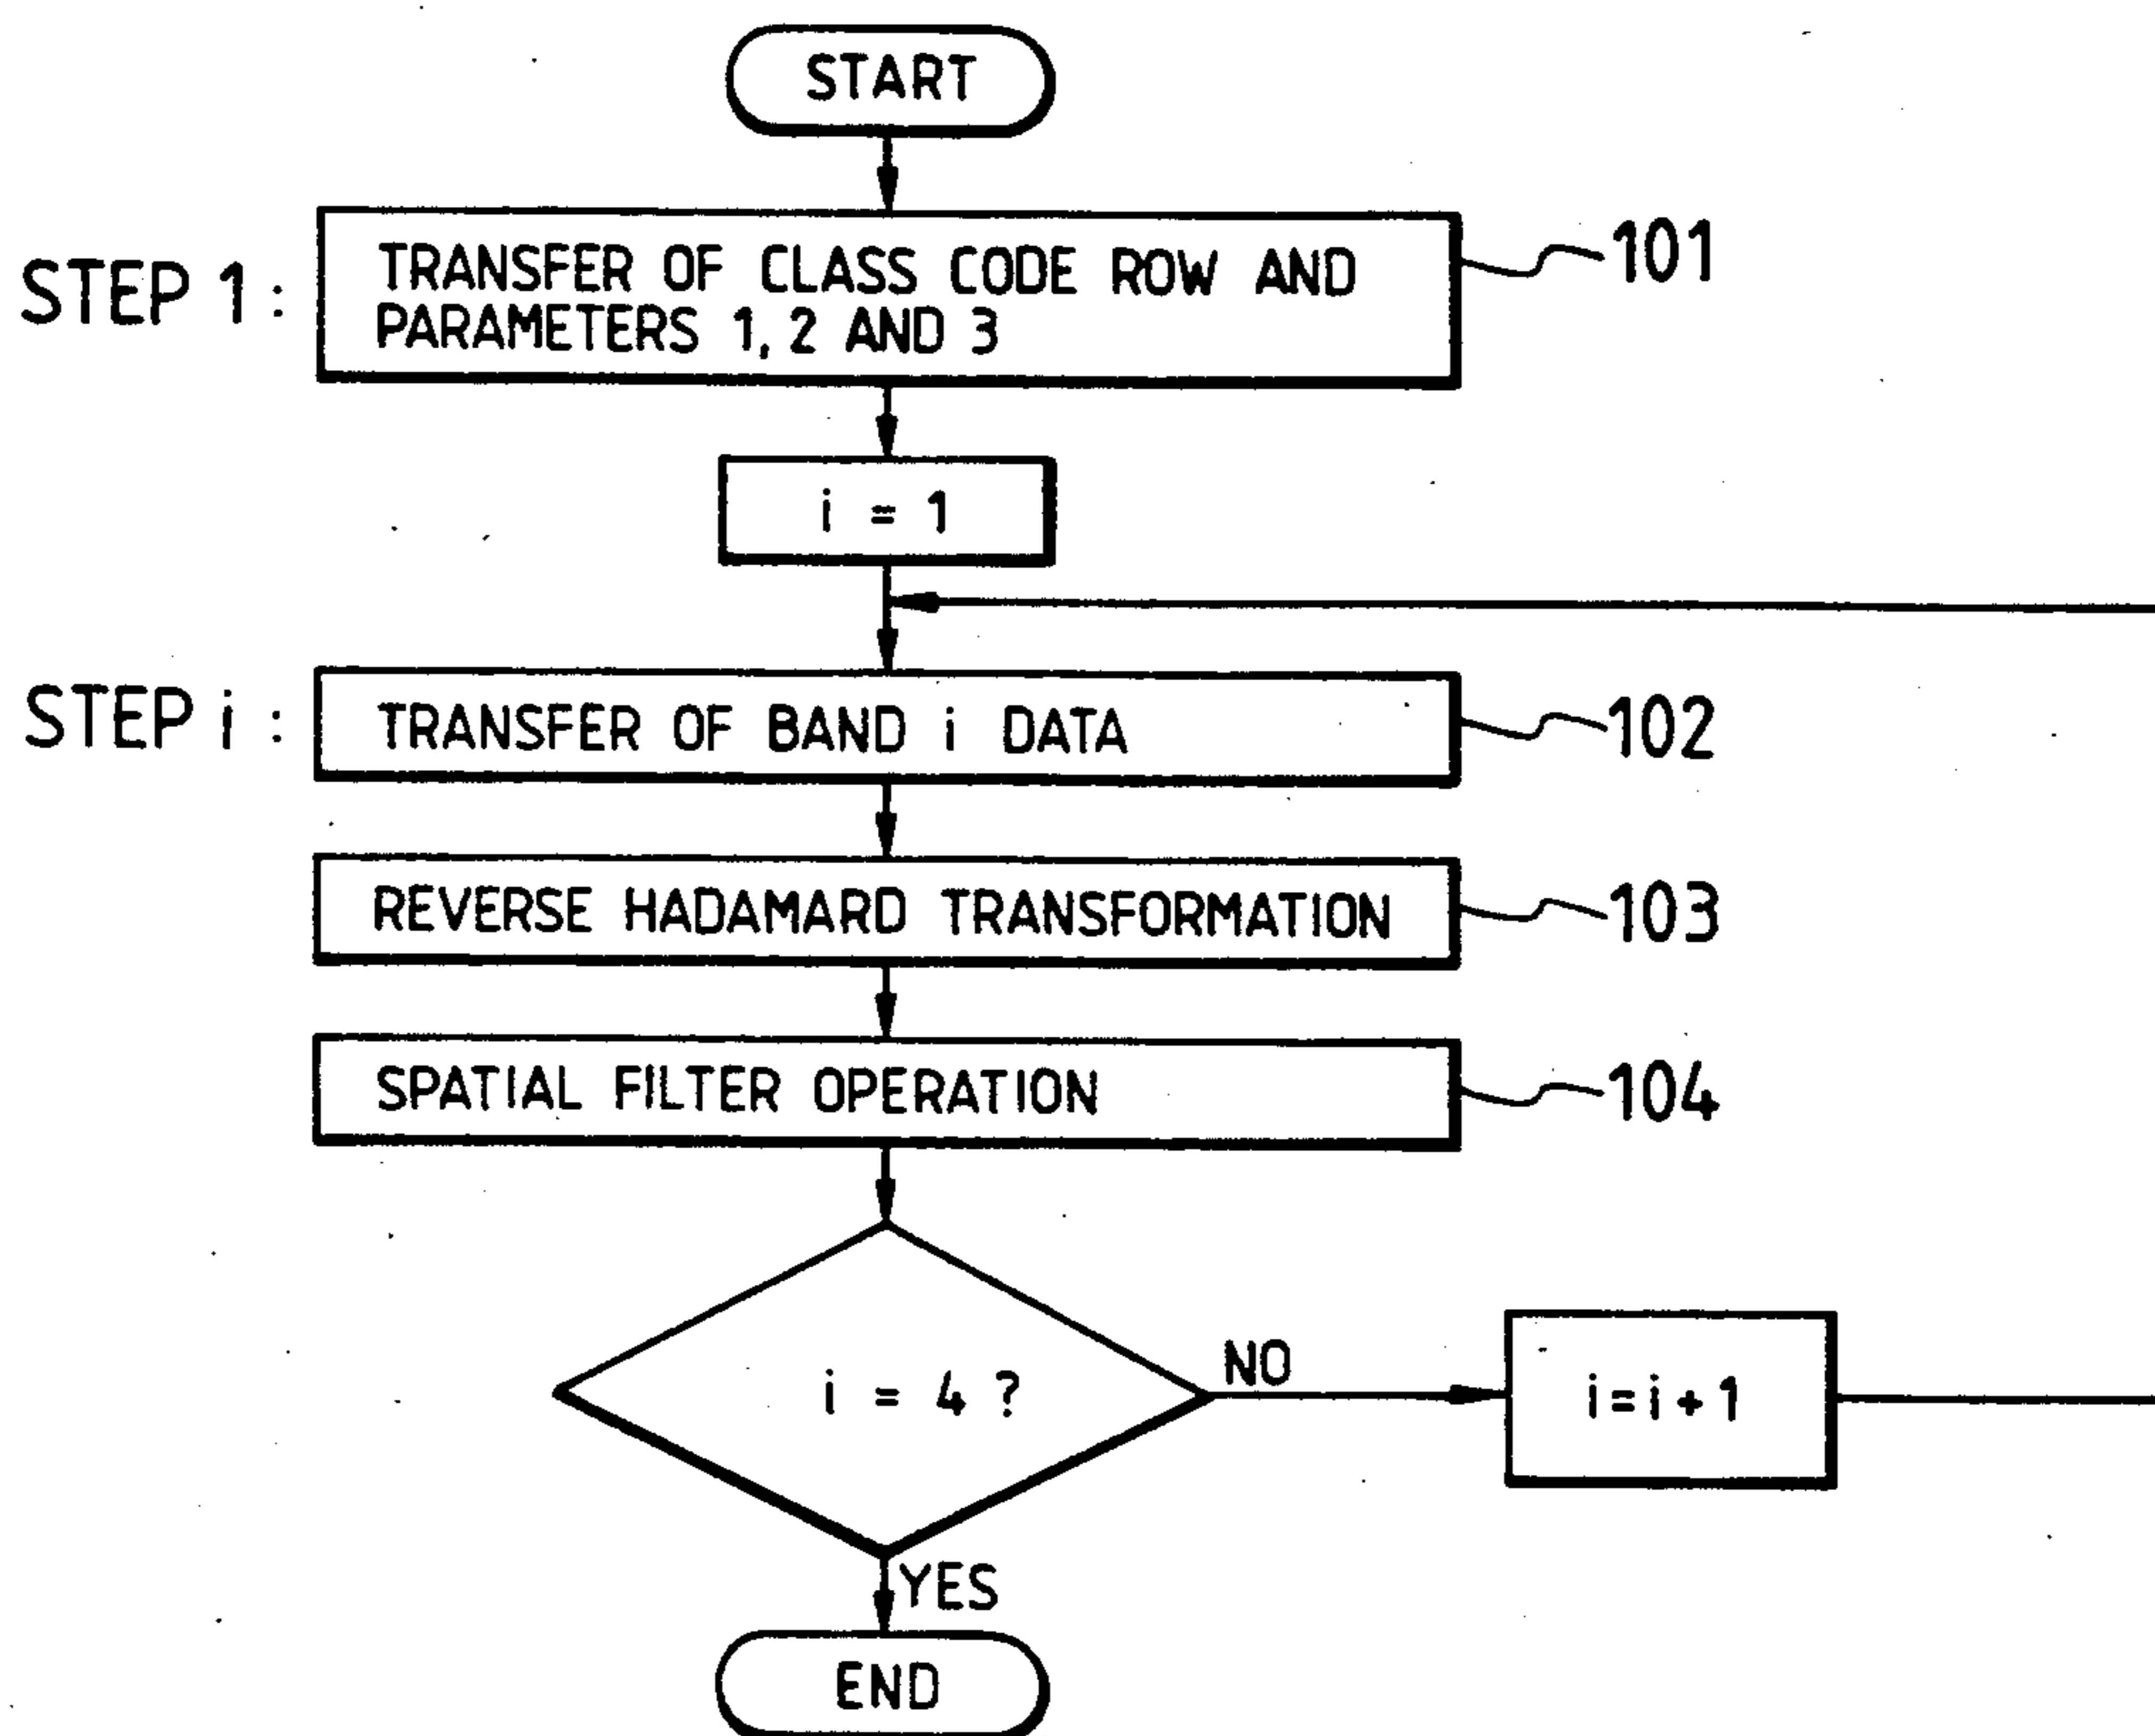 START
STEP 1:
TRANSFER OF CLASS CODE ROW AND
PARAMETERS 1, 2 AND 3
101
i = 1
STEP i:
TRANSFER OF BAND i DATA
102
REVERSE HADAMARD TRANSFORMATION
103
SPATIAL FILTER OPERATION
104
i = 4 ?
NO
i=i+1
YES
END